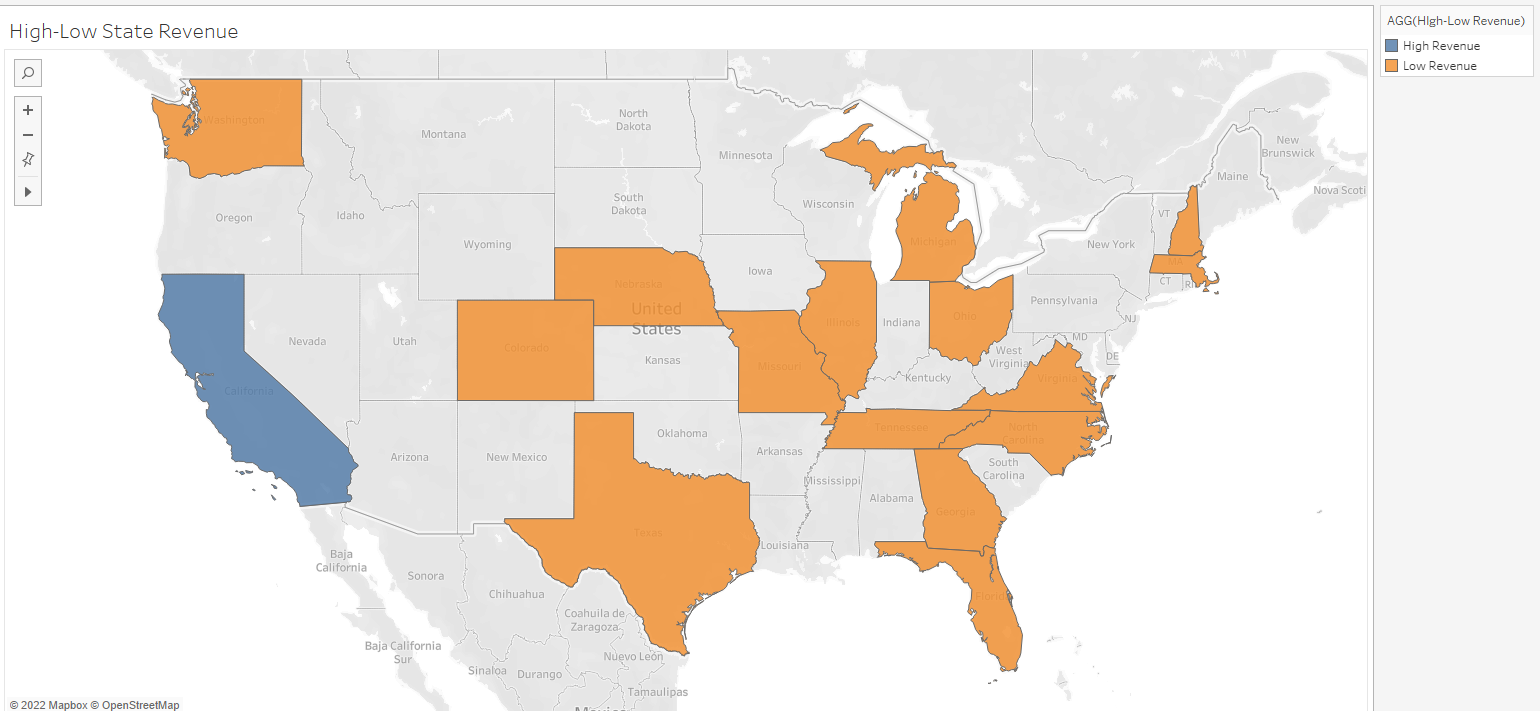 High-Low State Revenue
AGG(HIgh-Low Revenue)
High Revenue
Low Revenue
Washington
Montana
North
Dakota
Minnesota
New
Brunswick
Maine
Nova Scoti
Oregon
Idaho
South
Dakota
Wisconsin
VT
Wyoming
Michigan
New York
MA
Iowa
Nebraska
CT
RI
Pennsylvania
United
States
Illinois
Indiana
Ohio
NJ
Nevada
Utah
Colorado
Kansas
Missouri
West
Virginia
MD
DE
Kentucky
Virginia
California
Tennessee
North
Carolina
Oklahoma
Arkansas
Arizona
New Mexico
South
Carolina
Mississippi
Alabama
Georgia
Texas
Louisiana
Baja
California
Sonora
Chihuahua
Florida
Coahuila de
Zaragoza
Baja California
Sur
Nuevo León
Sinaloa
Durango
Tamaulipas
© 2022 Mapbox © OpenStreetMap